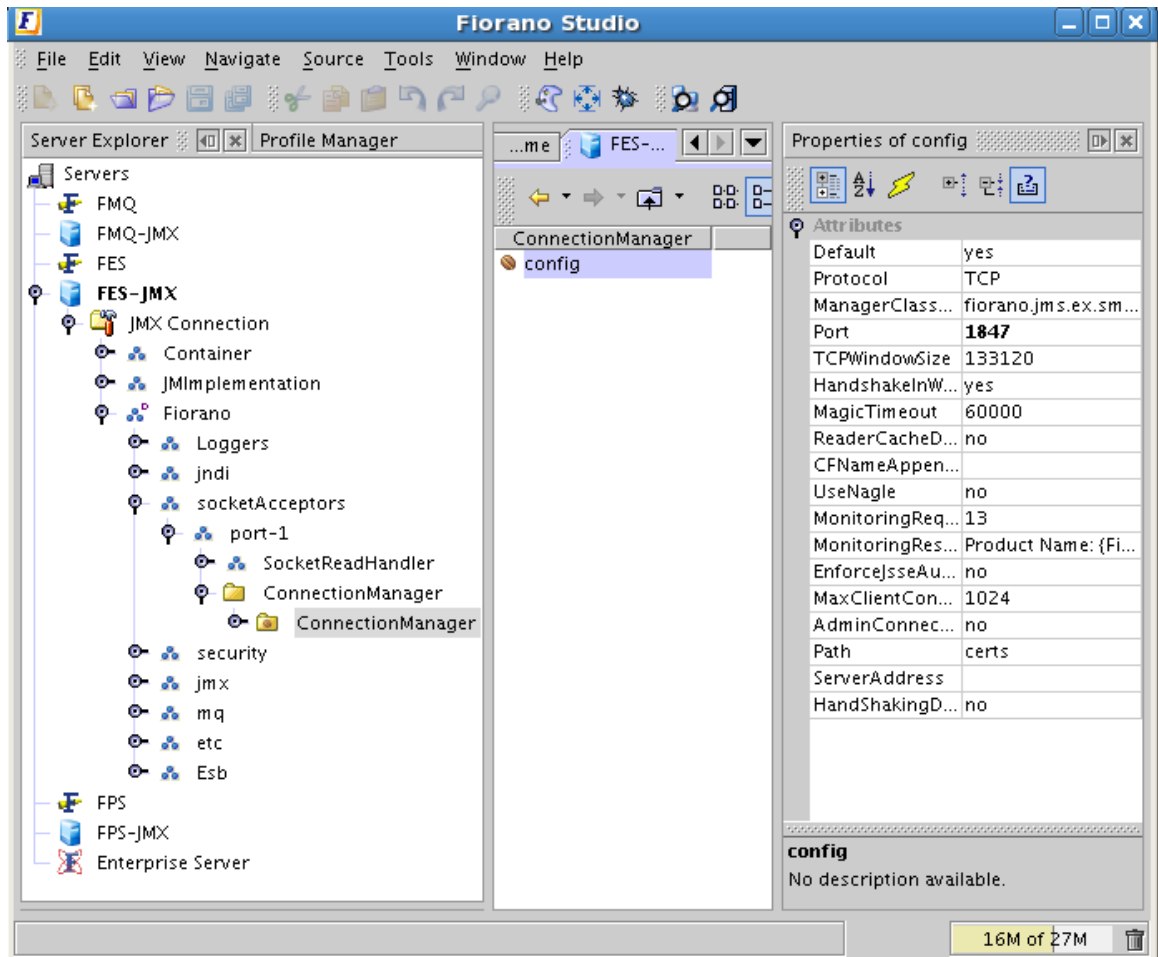 Fiorano Studio
File Edit View Navigate Source Tools Window Help
Server Explorer
Profile Manager
Servers
FMQ
FMQ-JMX
FES
FES-JMX
JMX Connection
Container
JMImplementation
Fiorano
Loggers
jndi
socketAcceptors
port-1
SocketReadHandler
ConnectionManager
ConnectionManager
security
jmx
mq
etc
Esb
FPS
FPS-JMX
Enterprise Server
...me
FES-...
ConnectionManager
config
Properties of config
Attributes
Default yes
Protocol TCP
ManagerClass... fiorano.jms.ex.sm...
Port 1847
TCPWindowSize 133120
HandshakeInW... yes
MagicTimeout 60000
ReaderCacheD... no
CFNameAppen...
UseNagle no
MonitoringReq... 13
MonitoringRes... Product Name: {Fi...
EnforceJsseAu... no
MaxClientCon... 1024
AdminConnec... no
Path certs
ServerAddress
HandShakingD... no
config
No description available.
16M of 27M